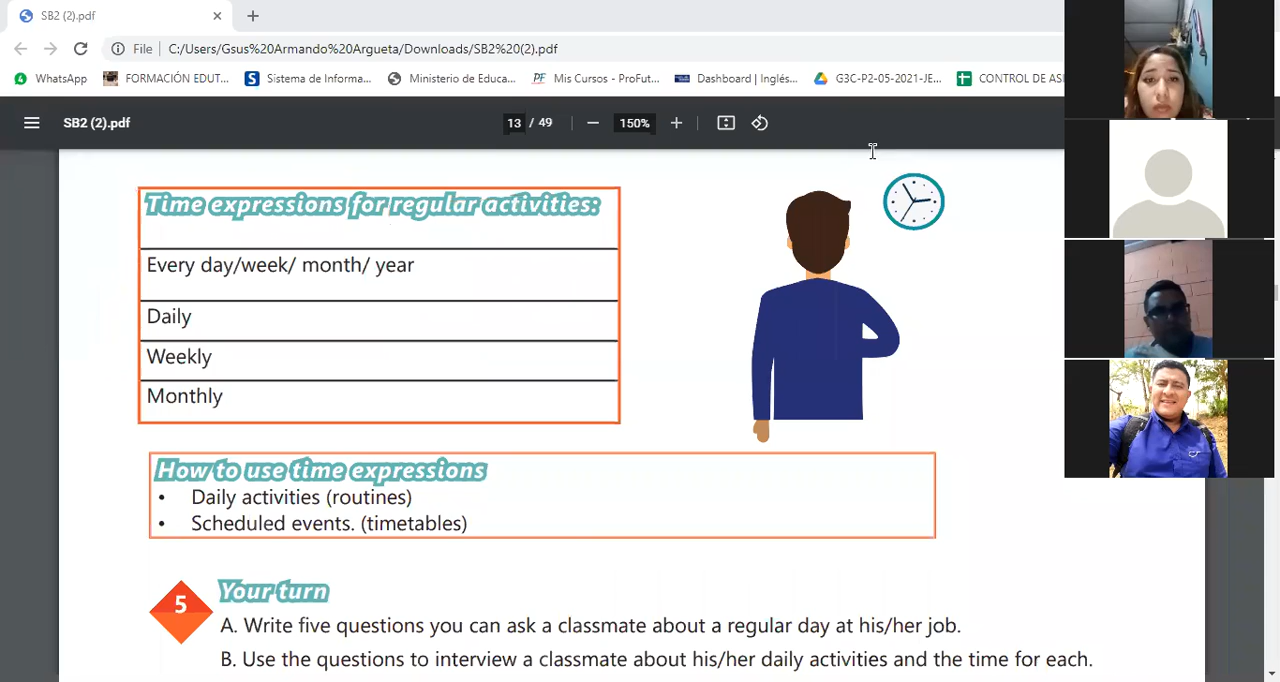 SB2 (2).pdf
File
C:/Users/Gsus%20Armando%20Argueta/Downloads/SB2%20(2).pdf
WhatsApp
FORMACIÓN EDUT...
Sistema de Informa...
Ministerio de Educa...
Mis Cursos - ProFut...
Dashboard | Inglés...
G3C-P2-05-2021-JE...
CONTROL DE ASI
SB2 (2).pdf
13 / 49
150%
Time expressions for regular activities:
Every day/week/ month/ year
Daily
Weekly
Monthly
How to use time expressions
• Daily activities (routines)
• Scheduled events. (timetables)
5
Your turn
A. Write five questions you can ask a classmate about a regular day at his/her job.
B. Use the questions to interview a classmate about his/her daily activities and the time for each.